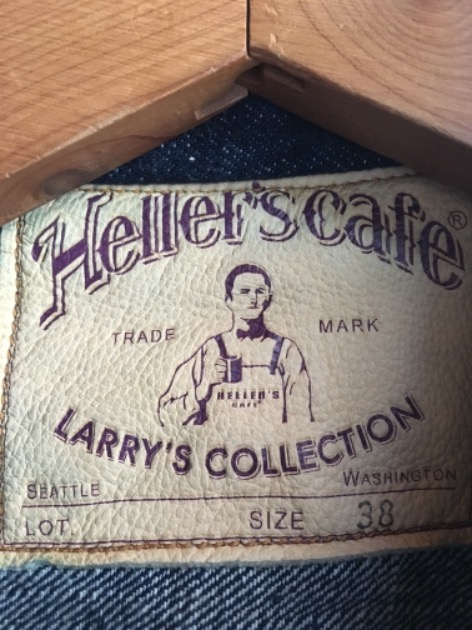 Heller's Cafe®
TRADE MARK
HELLER'S
CAFE
LARRY'S COLLECTION
SEATTLE WASHINGTON
LOT. SIZE 38